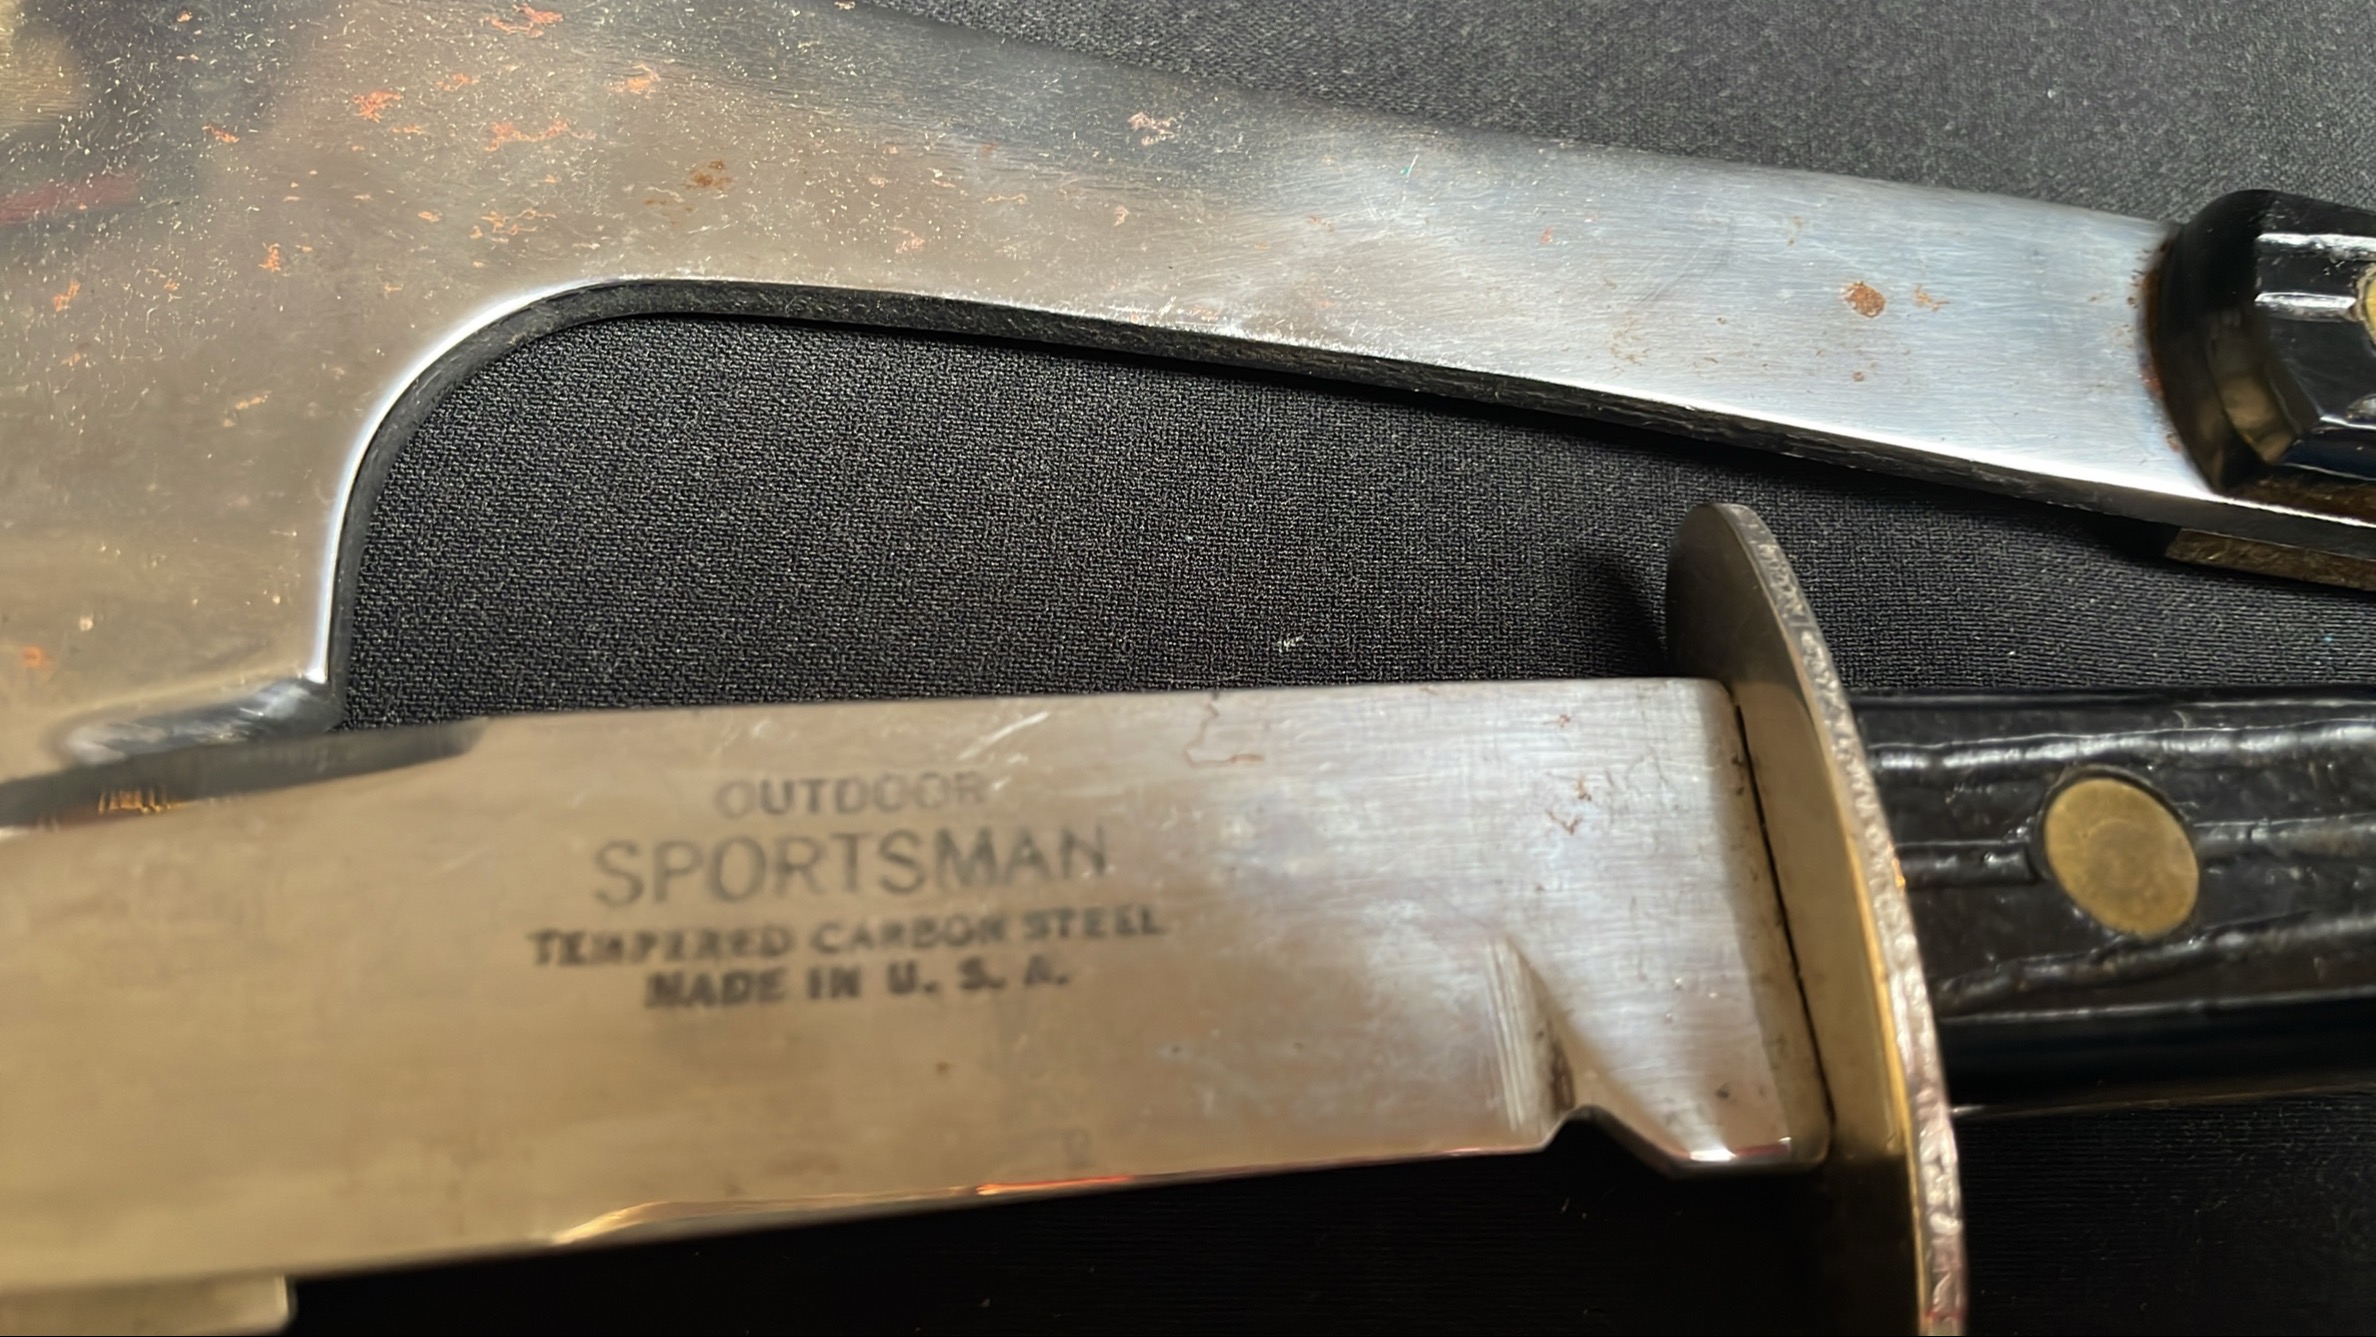 OUTDOOR
SPORTSMAN
TEMPERED CARBON STEEL
MADE IN U. S. A.